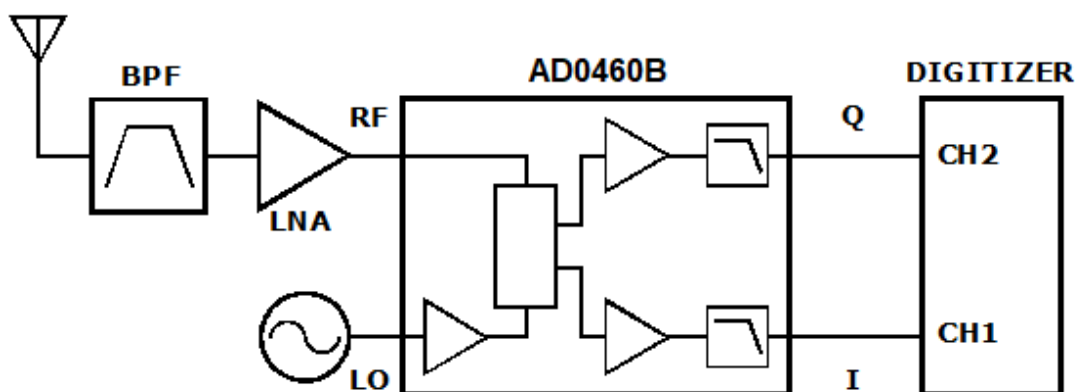 AD0460B
DIGITIZER
BPF
RF
Q
CH2
LNA
CH1
LO
I